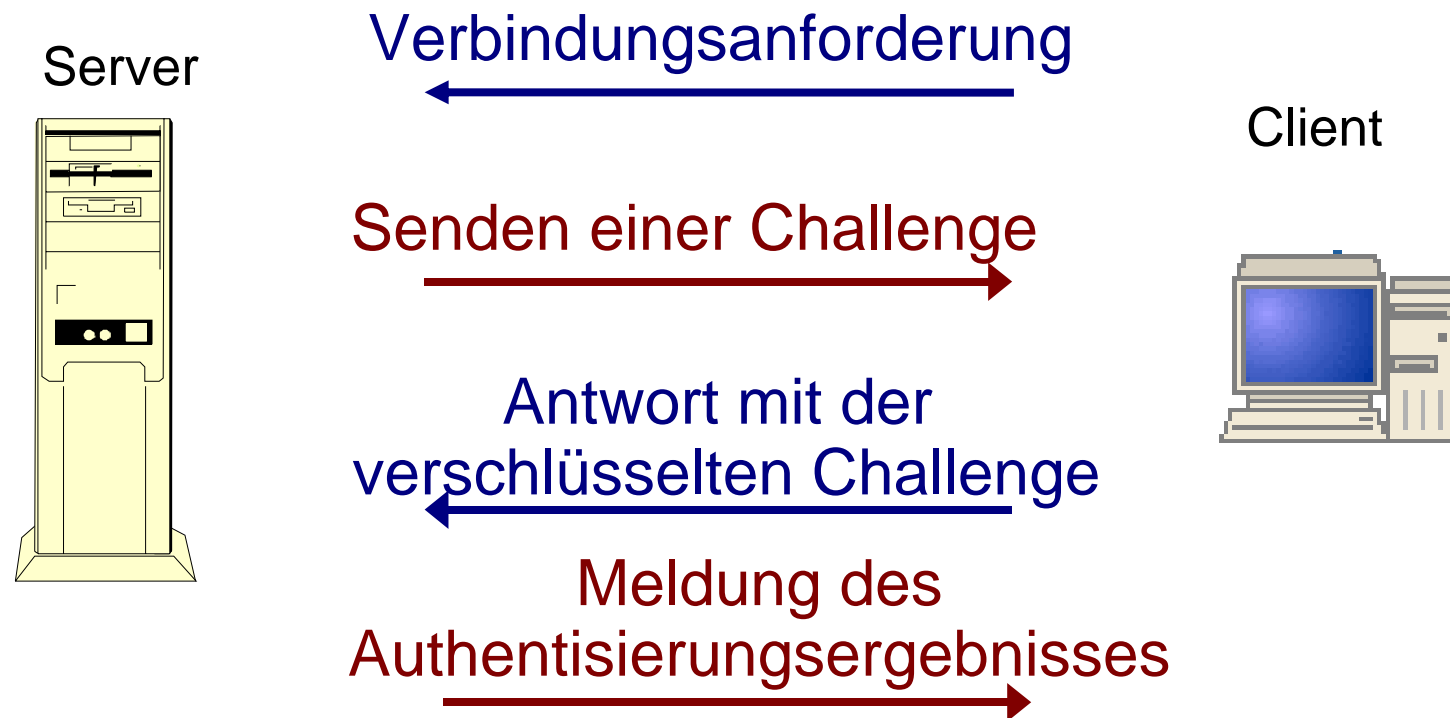 Verbindungsanforderung
Server
Client
Senden einer Challenge
Antwort mit der
verschlüsselten Challenge
Meldung des
Authentisierungsergebnisses